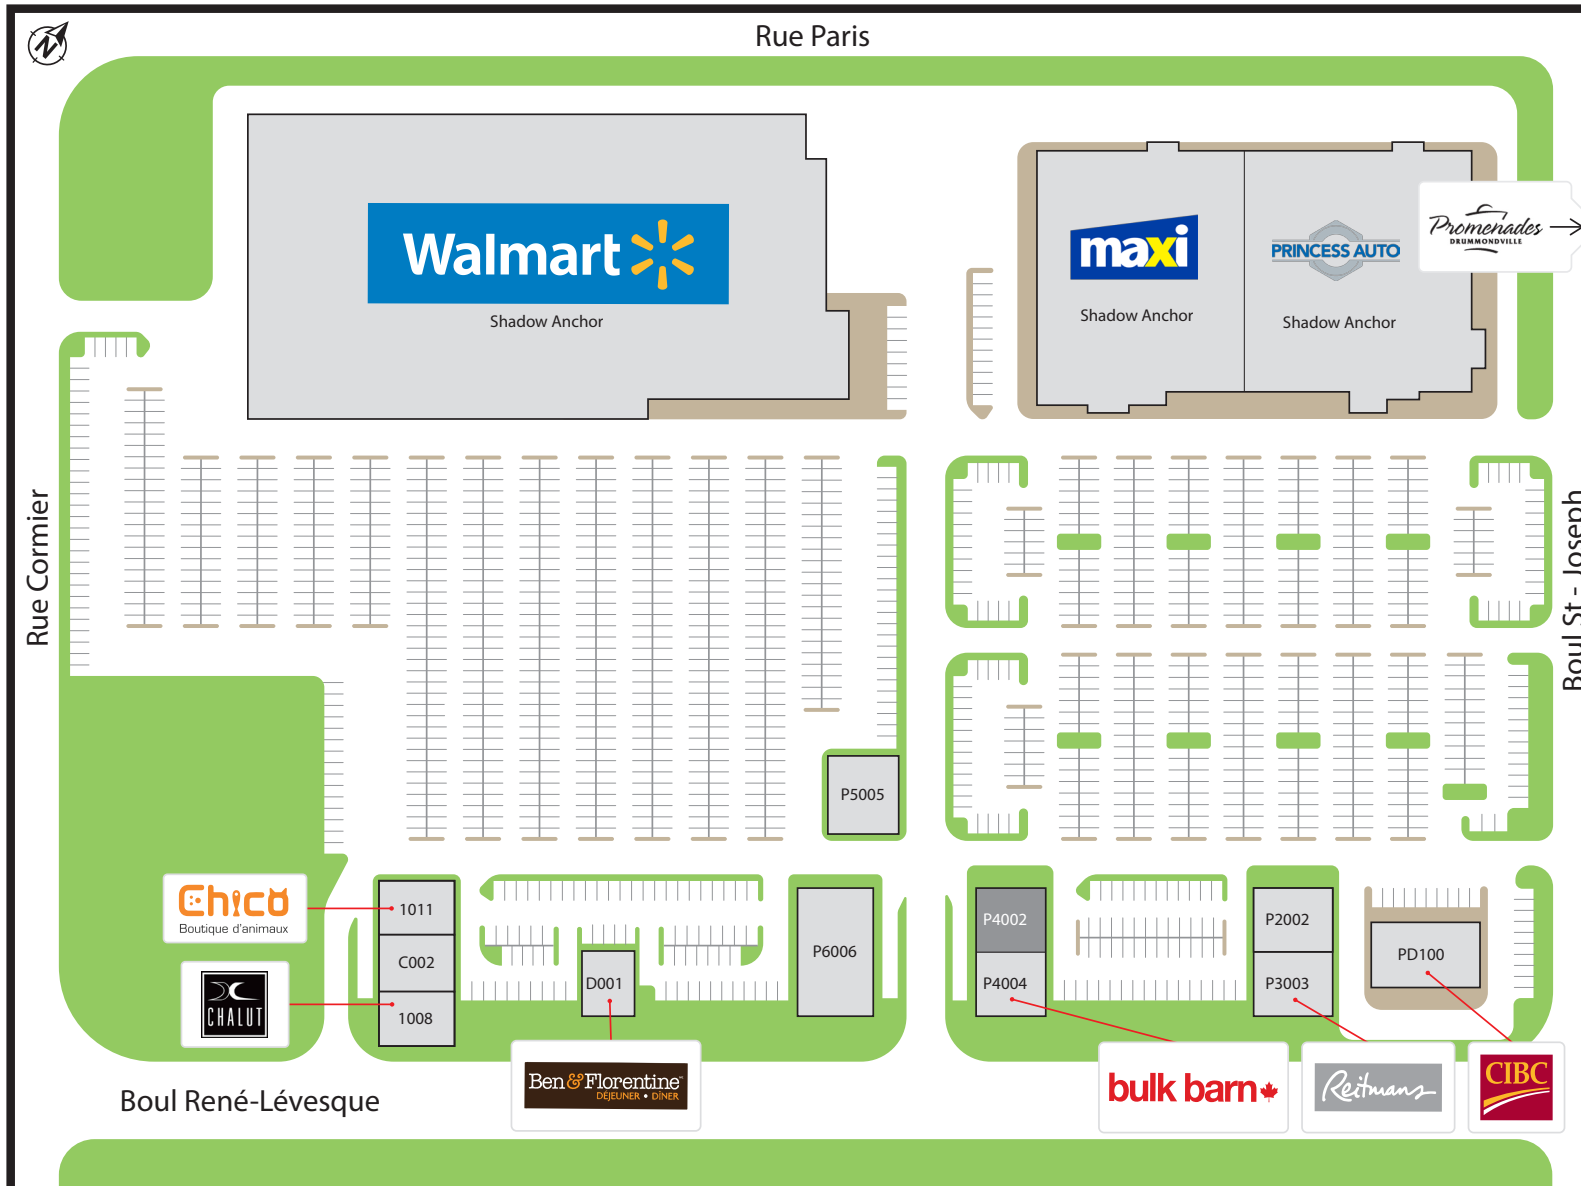 N
Rue Paris
Walmart
Shadow Anchor
maxi
Shadow Anchor
PRINCESS AUTO
Shadow Anchor
Promenades
DRUMMONDVILLE
Rue Cormier
Boul St - Joseph
P5005
Chico
Boutique d'animaux
1011
C002
CHALUT
1008
D001
P6006
P4002
P4004
P2002
P3003
PD100
Ben & Florentine
DÉJEUNER • DÎNER
bulk barn
Reitmans
CIBC
Boul René-Lévesque